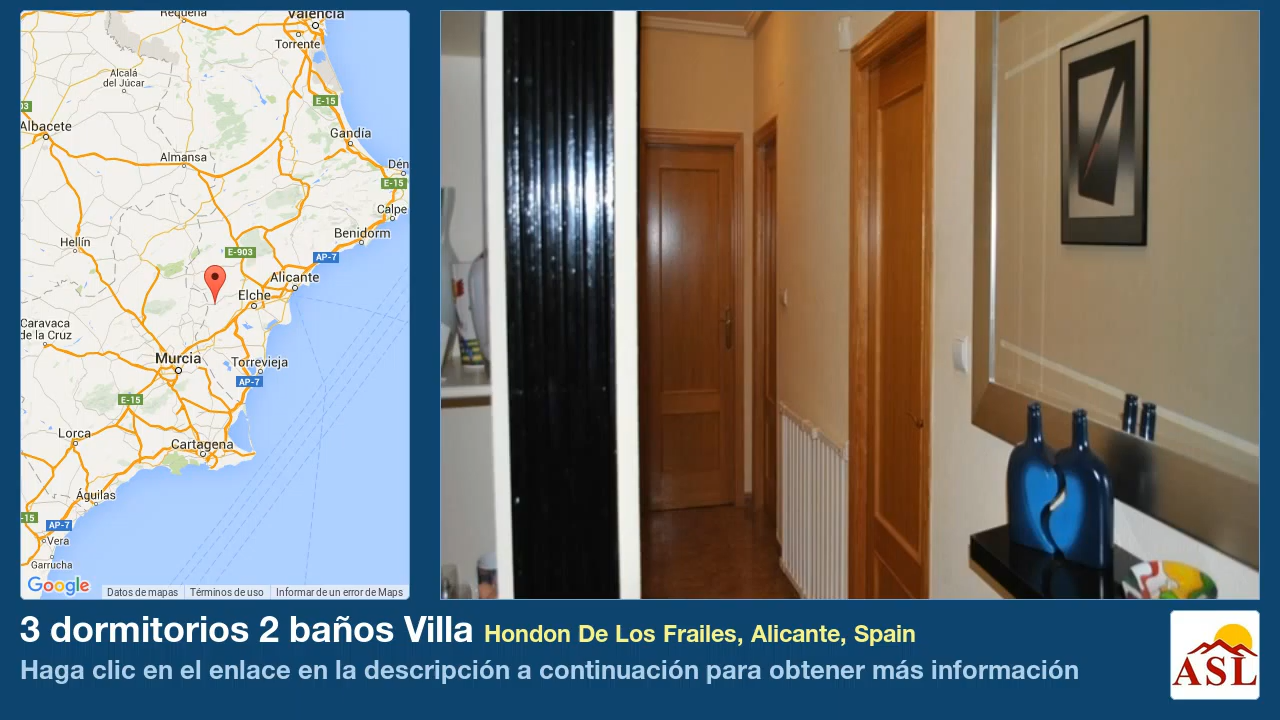 Requena
Valencia
Torrente
Alcalá
del Júcar
E-15
03
Albacete
Gandía
Almansa
Dén
E-15
Calpe
Benidorm
Hellín
E-903
AP-7
Alicante
Elche
Caravaca
de la Cruz
Murcia
Torrevieja
AP-7
E-15
Lorca
Cartagena
Águilas
-15
AP-7
Vera
Garrucha
Google
Datos de mapas
Términos de uso
Informar de un error de Maps
3 dormitorios 2 baños Villa Hondon De Los Frailes, Alicante, Spain
Haga clic en el enlace en la descripción a continuación para obtener más información
ASL